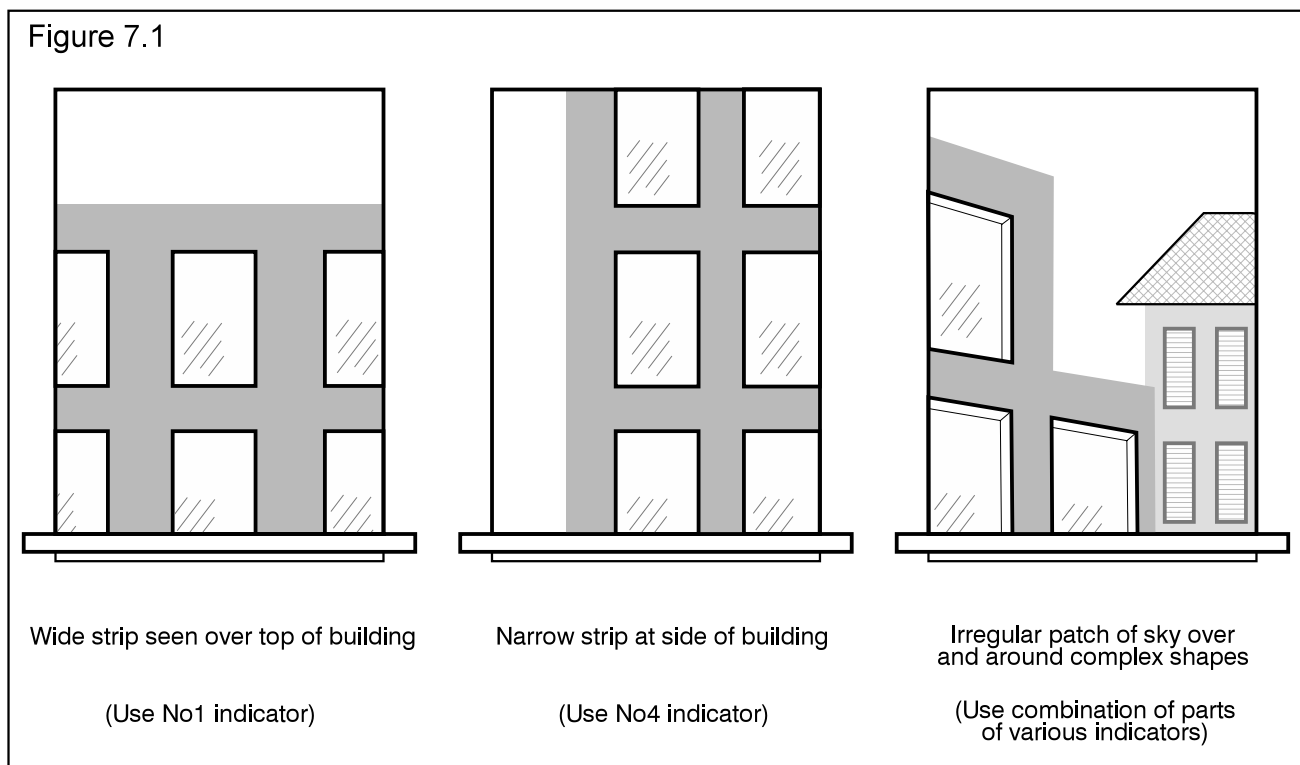 Figure 7.1
Wide strip seen over top of building
(Use No1 indicator)
Narrow strip at side of building
(Use No4 indicator)
Irregular patch of sky over
and around complex shapes
(Use combination of parts
of various indicators)